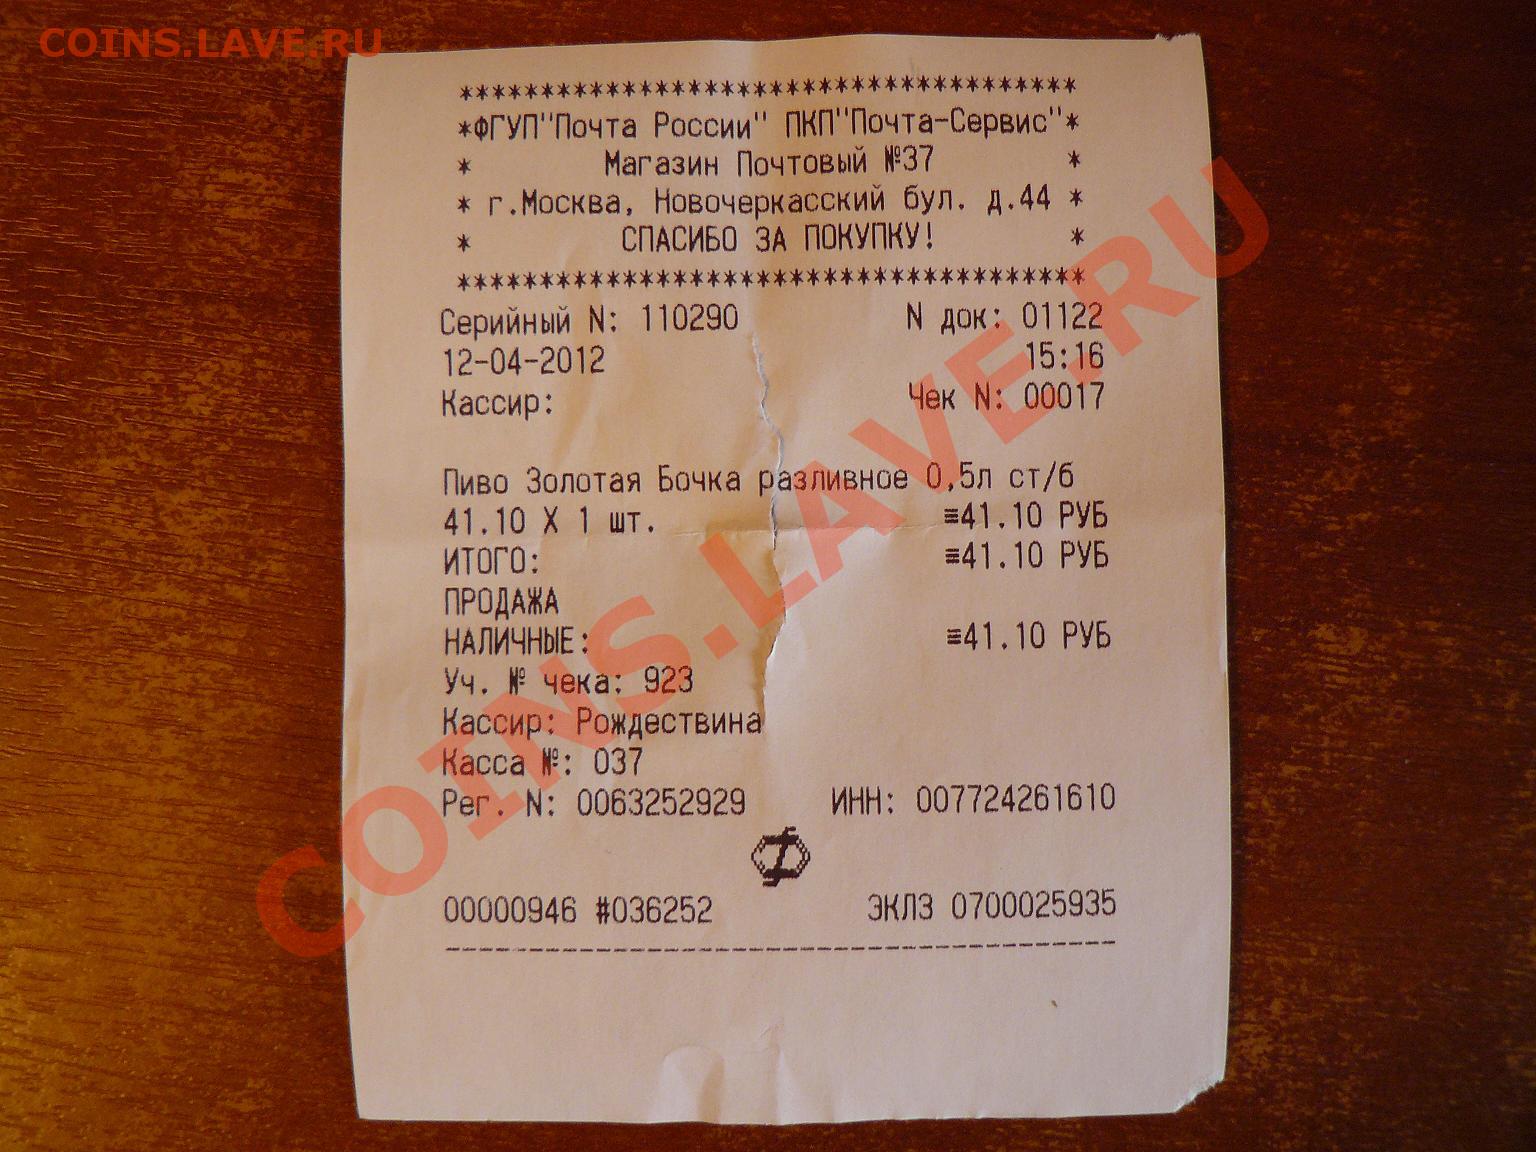 COINS.LAVE.RU
**************************************
*ФГУП"Почта России" ПКП"Почта-Сервис"*
* Магазин Почтовый №37 *
* г.Москва, Новочеркасский бул. д.44 *
* СПАСИБО ЗА ПОКУПКУ! *
**************************************
Серийный N: 110290 N док: 01122
12-04-2012 15:16
Кассир: Чек N: 00017
Пиво Золотая Бочка разливное 0,5л ст/б
41.10 X 1 шт. ≡41.10 РУБ
ИТОГО: ≡41.10 РУБ
ПРОДАЖА
НАЛИЧНЫЕ: ≡41.10 РУБ
Уч. № чека: 923
Кассир: Рождествина
Касса №: 037
Рег. N: 0063252929 ИНН: 007724261610
00000946 #036252 ЭКЛЗ 0700025935
COINS.LAVE.RU